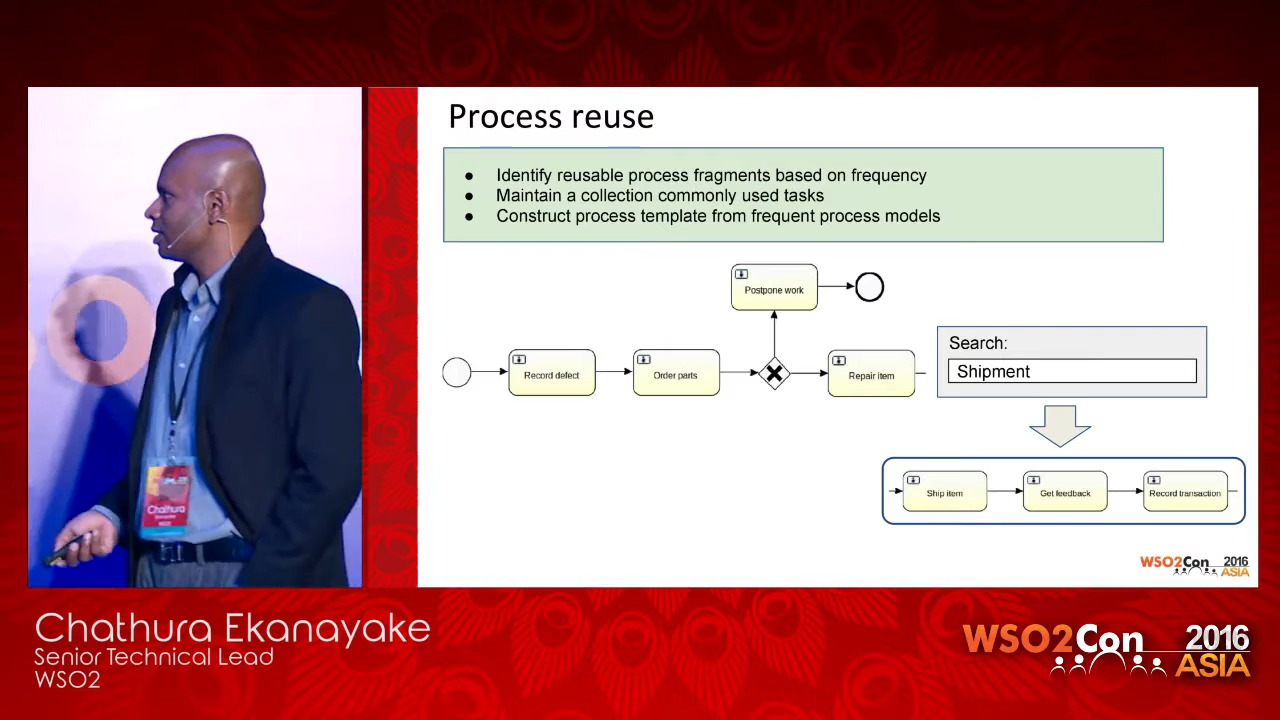 Process reuse
● Identify reusable process fragments based on frequency
● Maintain a collection commonly used tasks
● Construct process template from frequent process models
Postpone work
Record defect
Order parts
Repair item
Search:
Shipment
Ship item
Get feedback
Record transaction
WSO2Con 2016
ASIA
Chathura
WSO2
Chathura Ekanayake
Senior Technical Lead
WSO2
WSO2Con 2016
ASIA